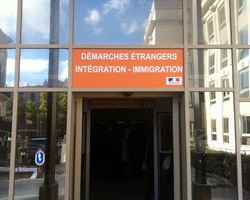 DÉMARCHES ÉTRANGERS
INTÉGRATION - IMMIGRATION